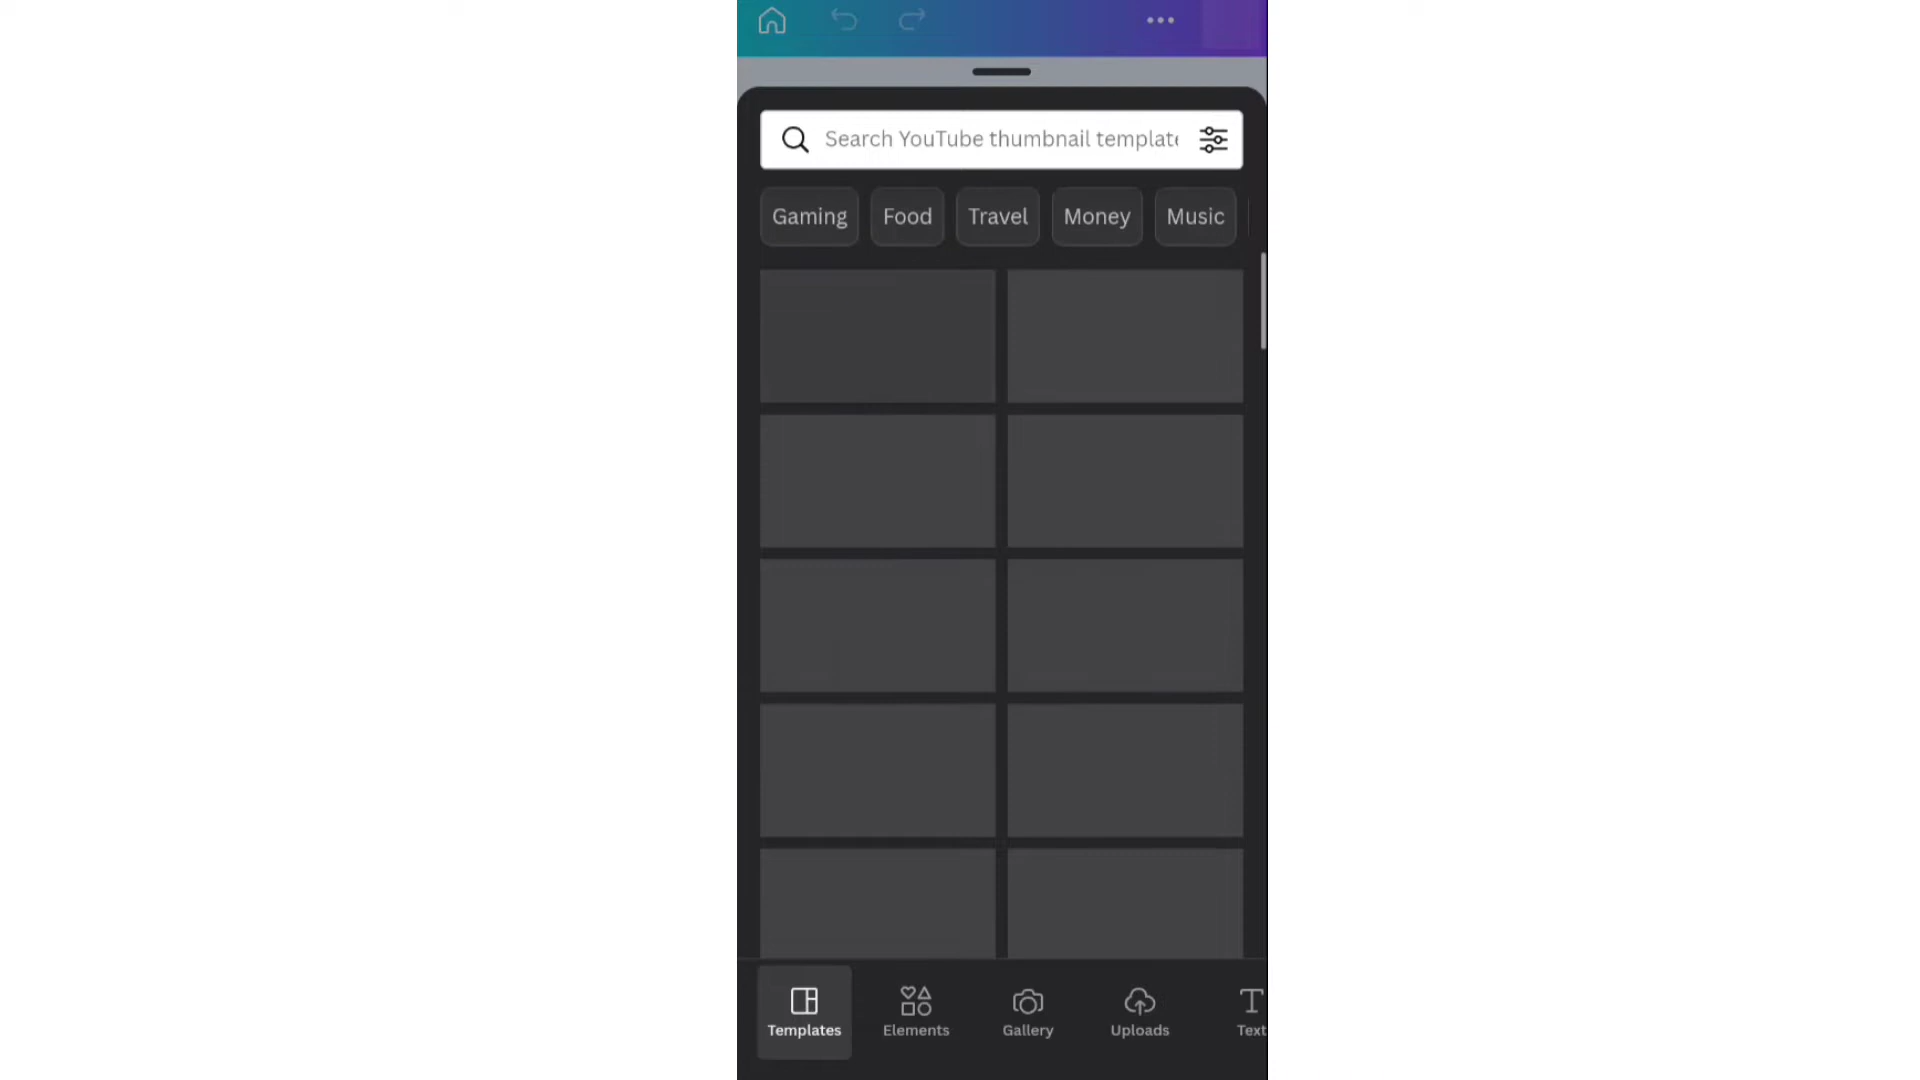 Search YouTube thumbnail templat
Gaming Food Travel Money Music
Templates Elements Gallery Uploads Text